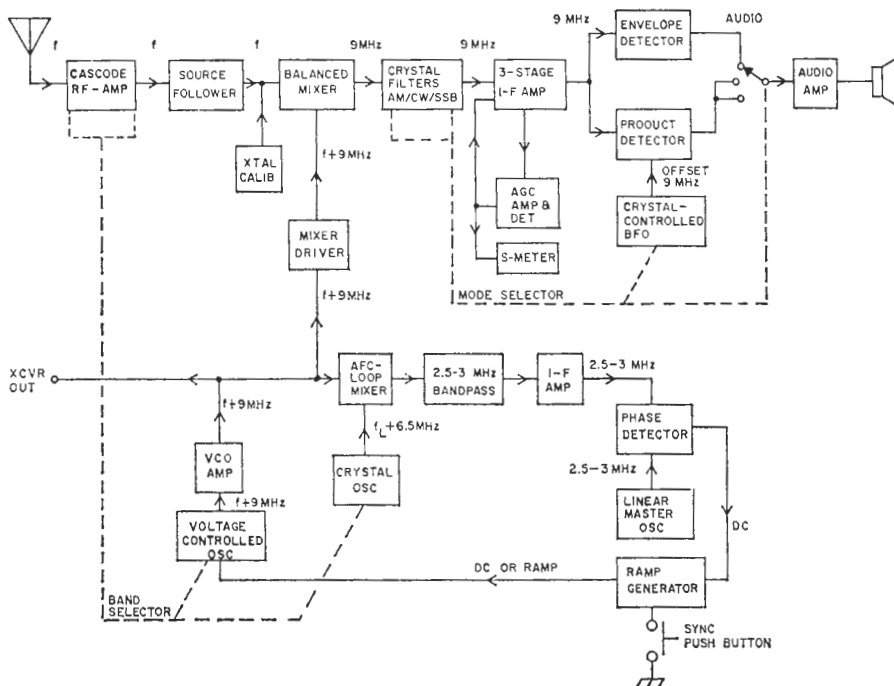 f
f
f
9MHz
9MHz
9 MHz
AUDIO
CASCODE
RF-AMP
SOURCE
FOLLOWER
BALANCED
MIXER
CRYSTAL
FILTERS
AM/CW/SSB
3-STAGE
I-F AMP
ENVELOPE
DETECTOR
AUDIO
AMP
PRODUCT
DETECTOR
XTAL
CALIB
f+9MHz
OFFSET
9 MHz
AGC
AMP &
DET
CRYSTAL-
CONTROLLED
BFO
MIXER
DRIVER
S-METER
MODE SELECTOR
f+9MHz
XCVR
OUT
AFC-
LOOP
MIXER
2.5-3 MHz
BANDPASS
I-F
AMP
2.5-3 MHz
PHASE
DETECTOR
f+9MHz
fL+6.5MHz
VCO
AMP
CRYSTAL
OSC
2.5-3MHz
LINEAR
MASTER
OSC
f+9MHz
VOLTAGE
CONTROLLED
OSC
DC
DC OR RAMP
RAMP
GENERATOR
BAND
SELECTOR
SYNC
PUSH BUTTON